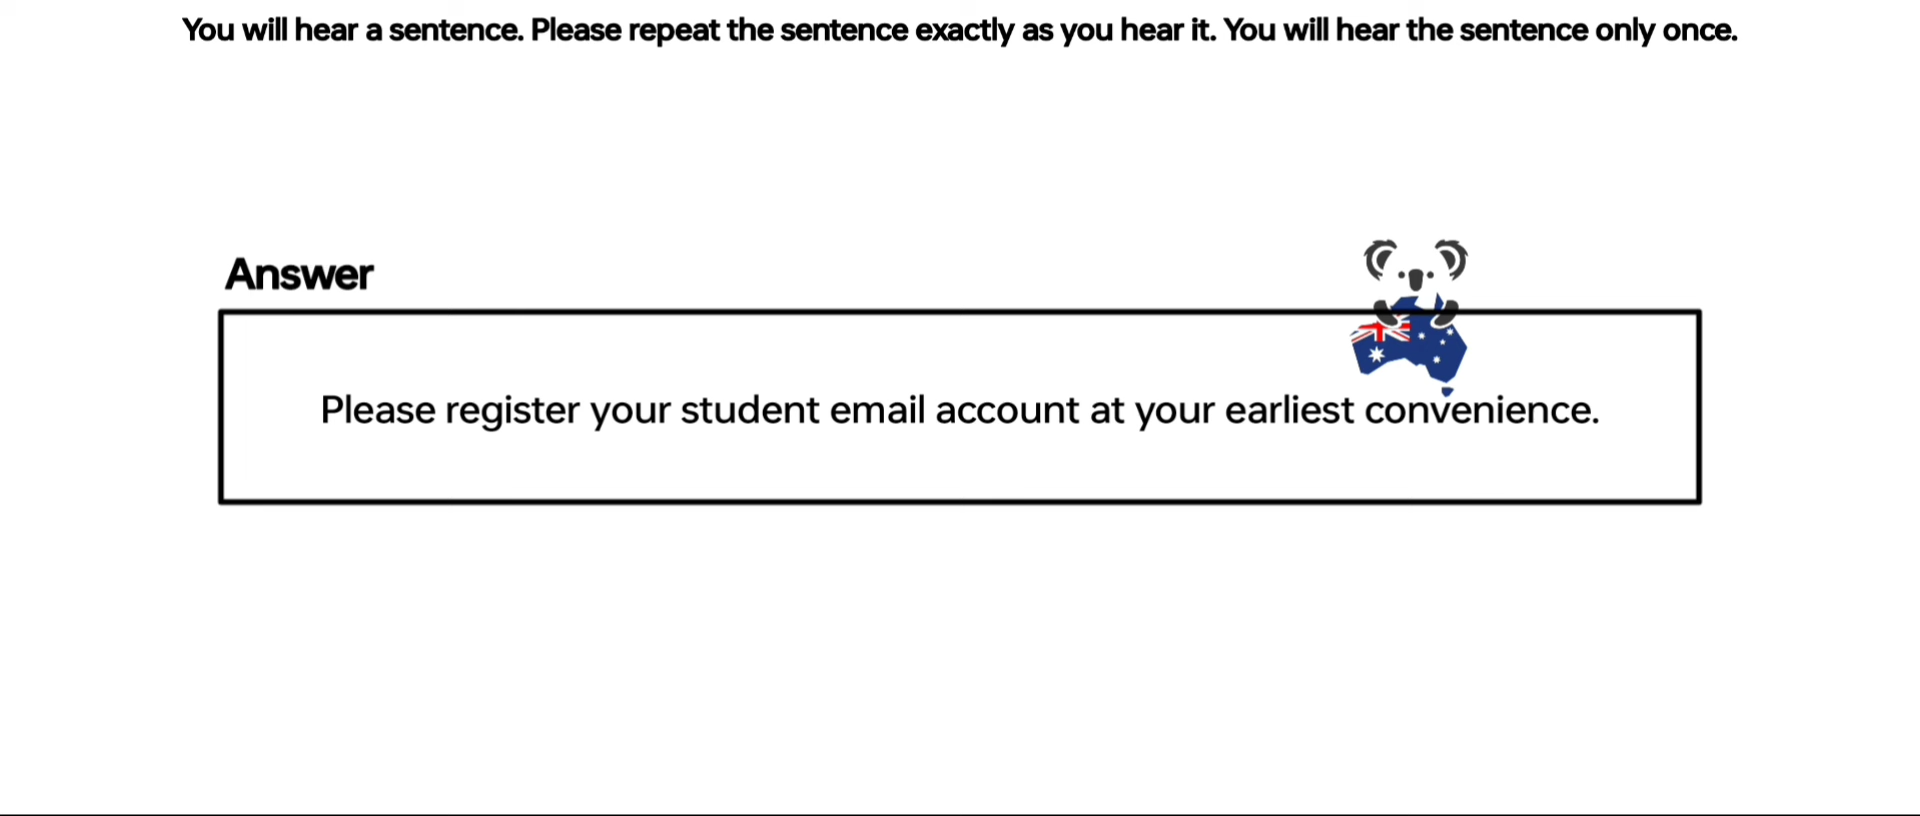 You will hear a sentence. Please repeat the sentence exactly as you hear it. You will hear the sentence only once.
Answer
Please register your student email account at your earliest convenience.